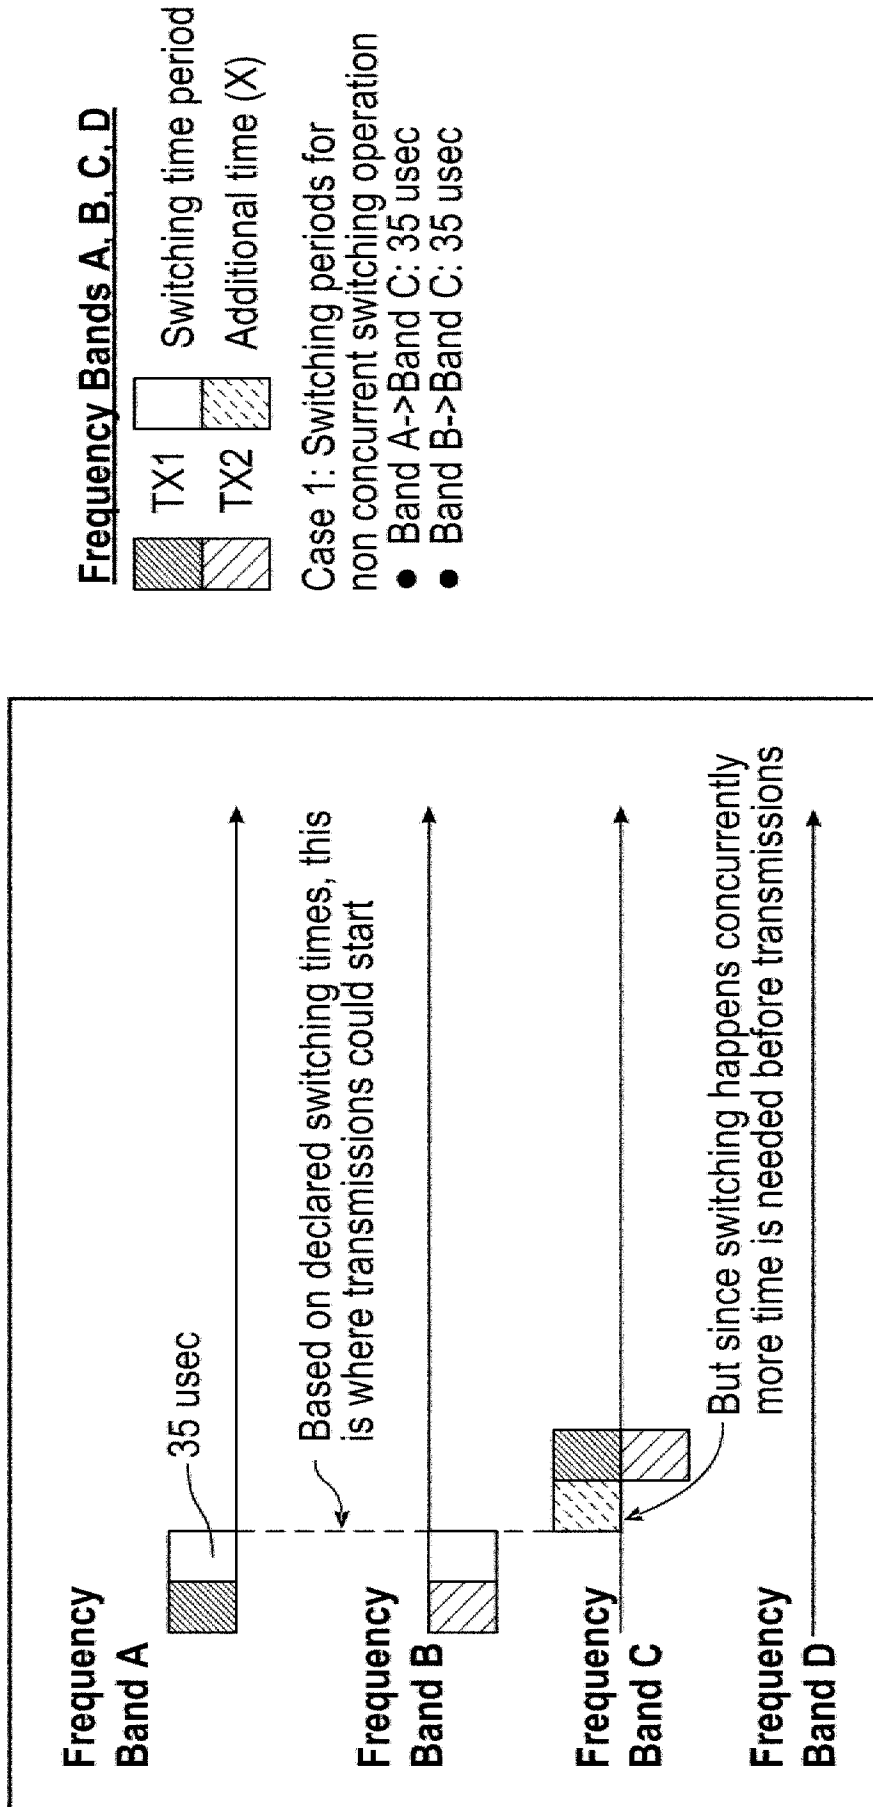 Frequency Bands A, B, C, D
TX1
Switching time period
TX2
Additional time (X)
Case 1: Switching periods for
non concurrent switching operation
● Band A->Band C: 35 usec
● Band B->Band C: 35 usec
Frequency
Band A
35 usec
Based on declared switching times, this
is where transmissions could start
Frequency
Band B
Frequency
Band C
But since switching happens concurrently
more time is needed before transmissions
Frequency
Band D